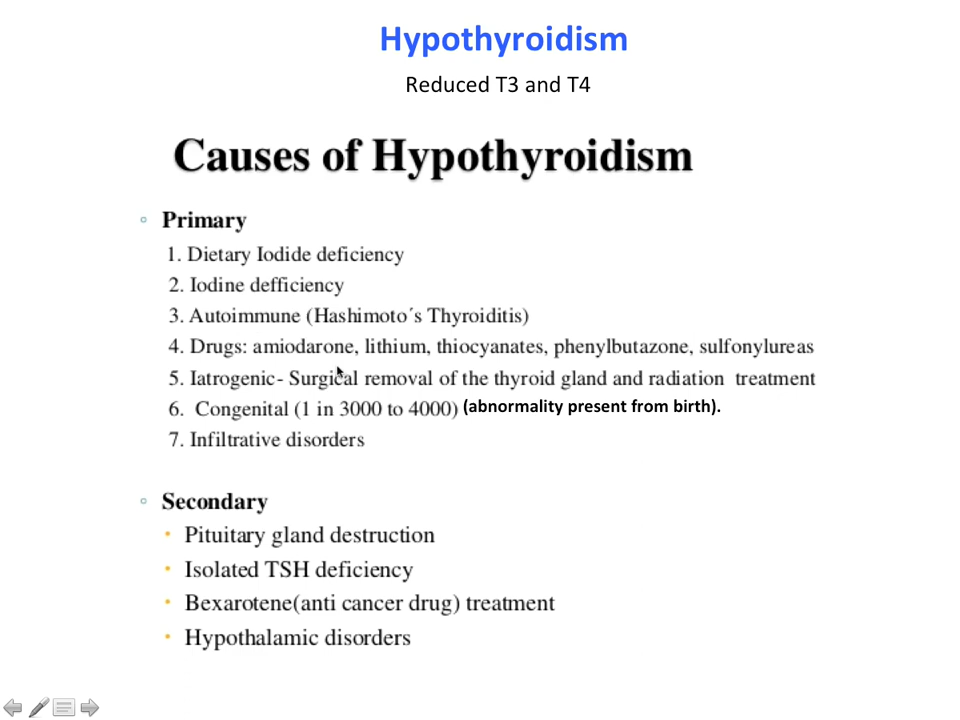 Hypothyroidism
Reduced T3 and T4
Causes of Hypothyroidism
Primary
1. Dietary Iodide deficiency
2. Iodine defficiency
3. Autoimmune (Hashimoto´s Thyroiditis)
4. Drugs: amiodarone, lithium, thiocyanates, phenylbutazone, sulfonylureas
5. Iatrogenic- Surgical removal of the thyroid gland and radiation treatment
6. Congenital (1 in 3000 to 4000) (abnormality present from birth).
7. Infiltrative disorders
Secondary
Pituitary gland destruction
Isolated TSH deficiency
Bexarotene(anti cancer drug) treatment
Hypothalamic disorders